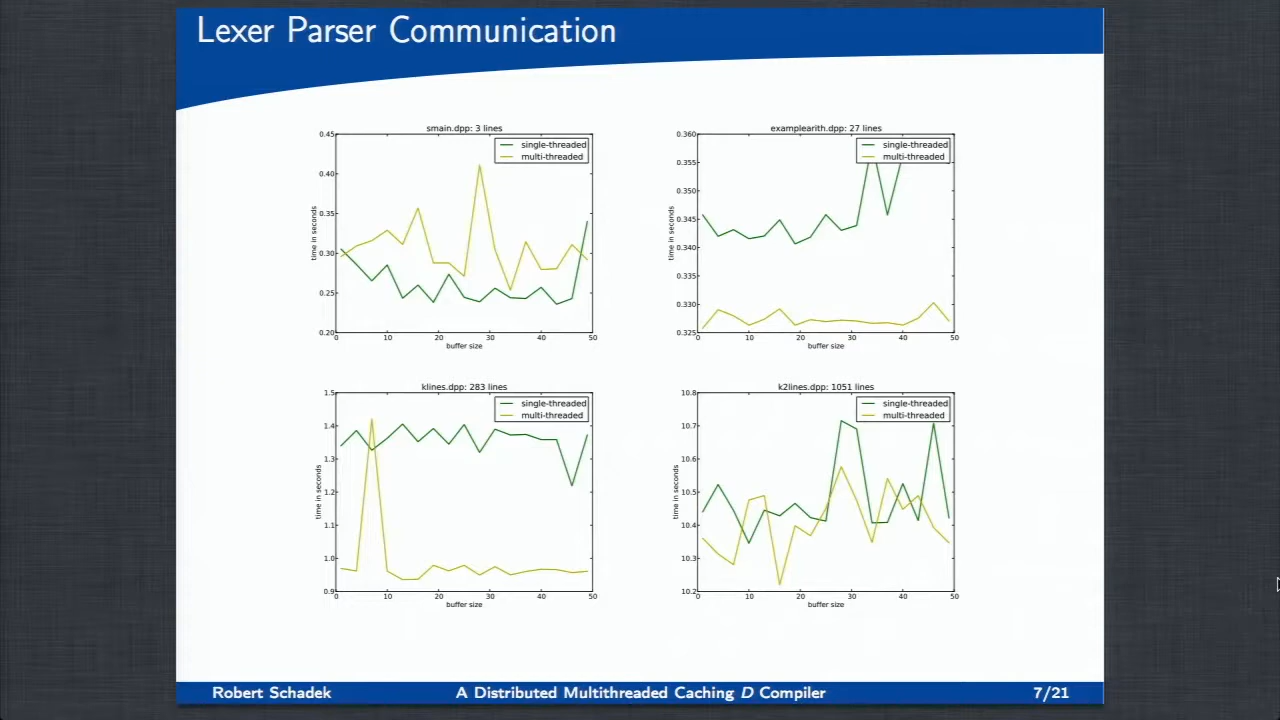 Lexer Parser Communication
smain.dpp: 3 lines
single-threaded
multi-threaded
time in seconds
0.45
0.40
0.35
0.30
0.25
0.20
0 10 20 30 40 50
buffer size
examplearith.dpp: 27 lines
single-threaded
multi-threaded
time in seconds
0.360
0.355
0.350
0.345
0.340
0.335
0.330
0.325
0 10 20 30 40 50
buffer size
klines.dpp: 283 lines
single-threaded
multi-threaded
time in seconds
1.5
1.4
1.3
1.2
1.1
1.0
0.9
0 10 20 30 40 50
buffer size
k2lines.dpp: 1051 lines
single-threaded
multi-threaded
time in seconds
10.8
10.7
10.6
10.5
10.4
10.3
10.2
0 10 20 30 40 50
buffer size
Robert Schadek A Distributed Multithreaded Caching D Compiler 7/21